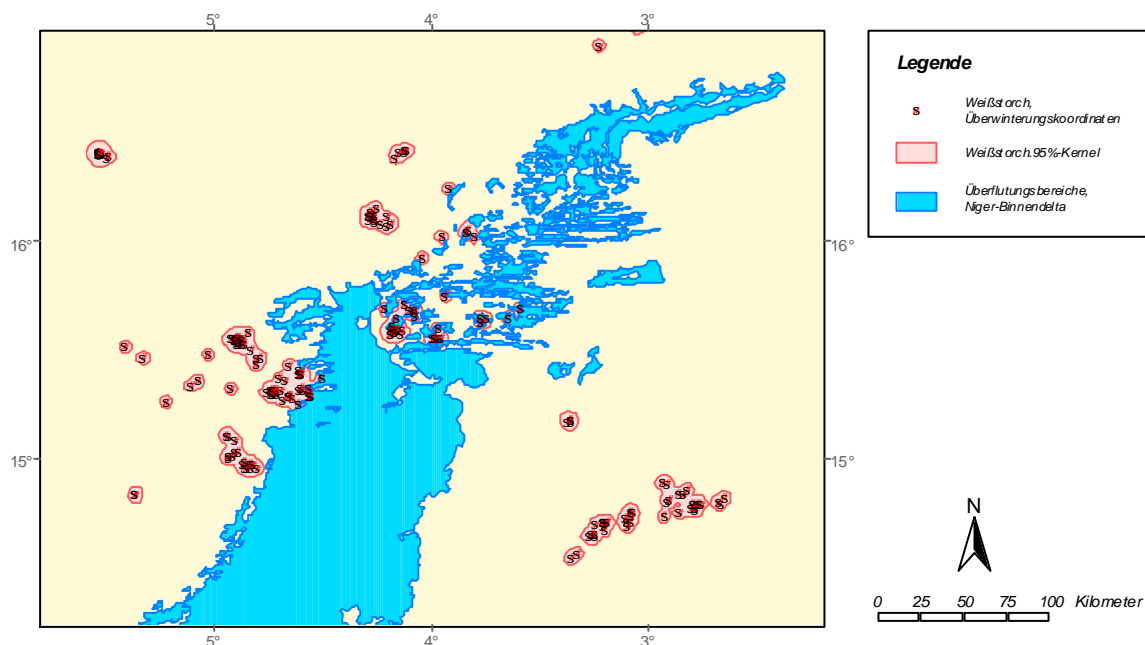 5° 4° 3°
16° 16°
15° 15°
5° 4° 3°
Legende
Weißstorch,
Überwinterungskoordinaten
Weißstorch.95%-Kernel
Überflutungsbereiche,
Niger-Binnendelta
N
0 25 50 75 100 Kilometer